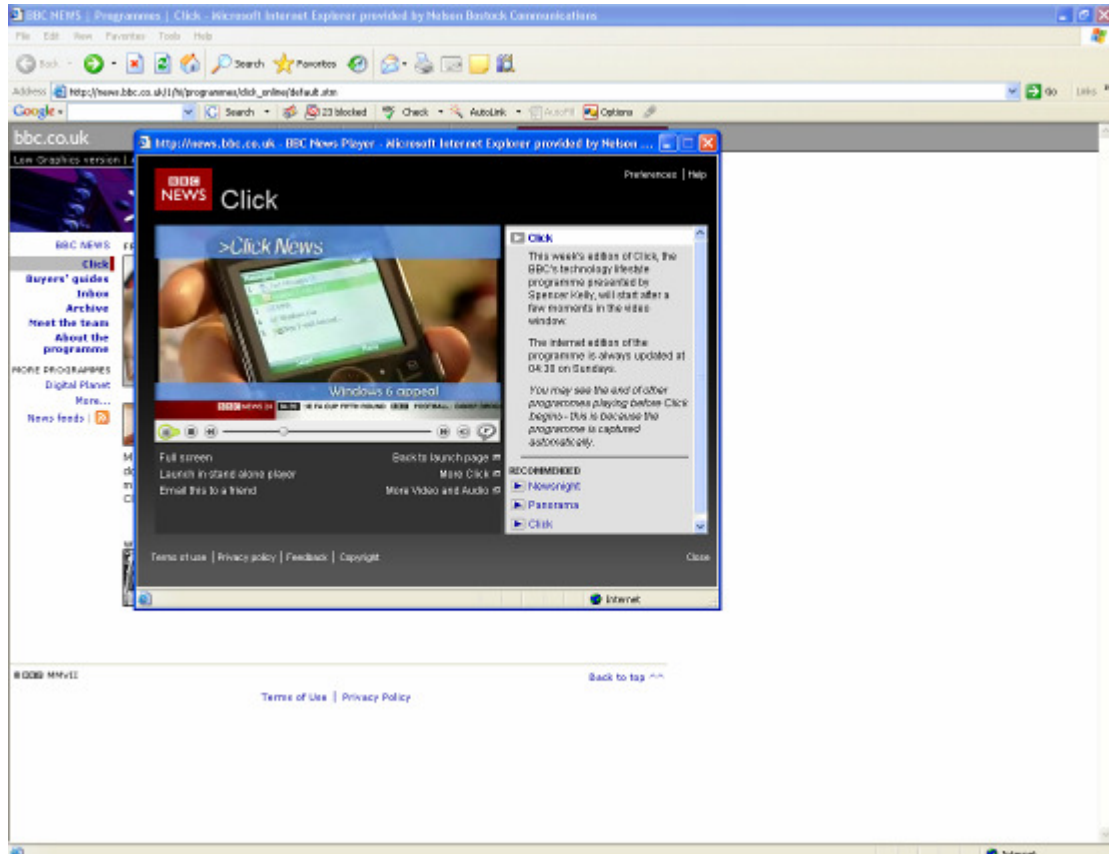 BBC NEWS | Programmes | Click - Microsoft Internet Explorer provided by Nelson Bostock Communications
File Edit View Favorites Tools Help
Back Search Favorites
Address http://news.bbc.co.uk/1/hi/programmes/click_online/default.stm Go Links
Google Search 23 blocked Check AutoLink AutoFill Options
bbc.co.uk
Low Graphics version |
http://news.bbc.co.uk - BBC News Player - Microsoft Internet Explorer provided by Nelson ...
Preferences | Help
BBC
NEWS
Click
BBC NEWS
Click
Buyers' guides
Inbox
Archive
Meet the team
About the
programme
MORE PROGRAMMES
Digital Planet
More...
News feeds |
>Click News
Windows 6 appeal
BBC NEWS 24 FA CUP FIFTH ROUND FOOTBALL
Full screen
Launch in stand alone player
Email this to a friend
Back to launch page
More Click
More Video and Audio
Click
This week's edition of Click, the
BBC's technology lifestyle
programme presented by
Spencer Kelly, will start after a
few moments in the video
window.
The internet edition of the
programme is always updated at
04:30 on Sundays.
You may see the end of other
programmes playing before Click
begins - this is because the
programme is captured
automatically.
RECOMMENDED
Newsnight
Panorama
Click
Terms of use | Privacy policy | Feedback | Copyright
Close
Internet
© BBC MMVII
Back to top ^^
Terms of Use | Privacy Policy
Internet